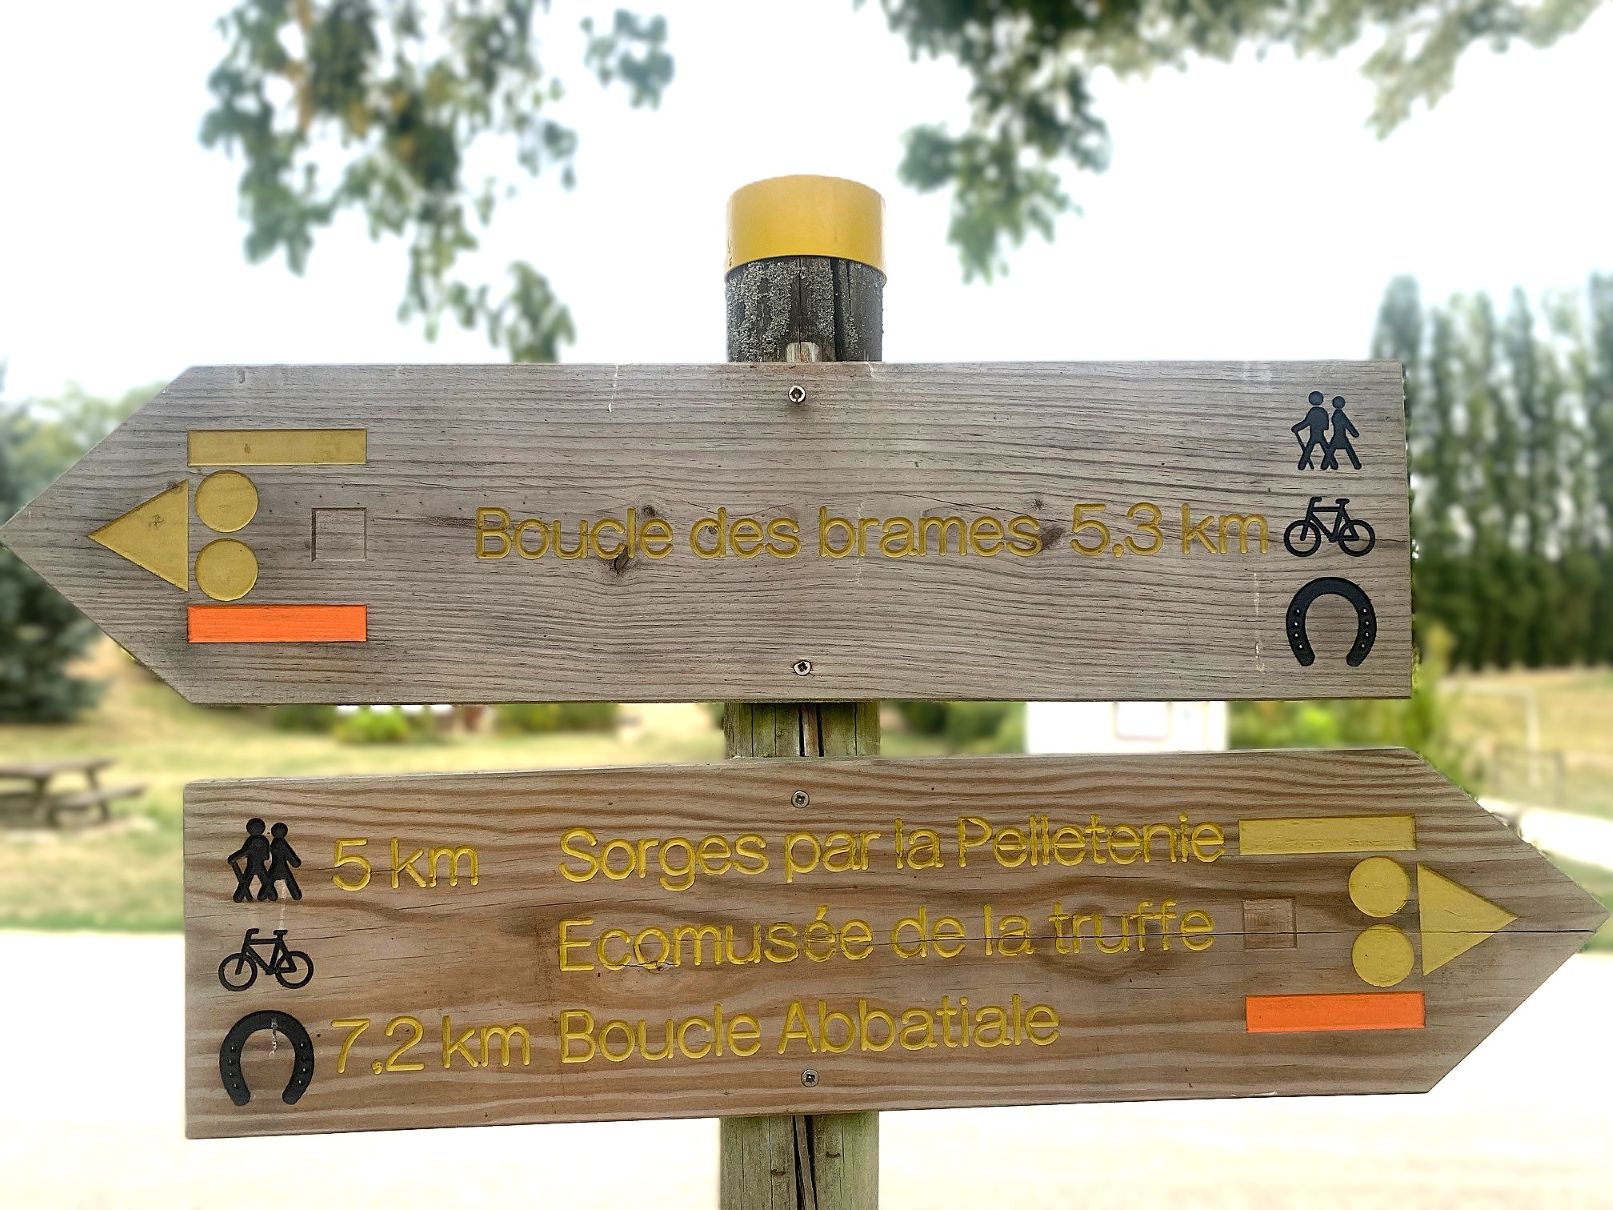 Boucle des brames 5,3 km
5 km Sorges par la Pelletenie
Ecomusée de la truffe
7,2 km Boucle Abbatiale